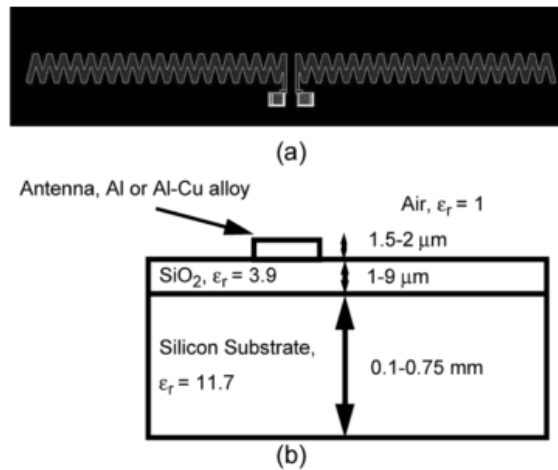 (a)
Antenna, Al or Al-Cu alloy
Air, εr = 1
1.5-2 μm
SiO2, εr = 3.9
1-9 μm
Silicon Substrate,
εr = 11.7
0.1-0.75 mm
(b)